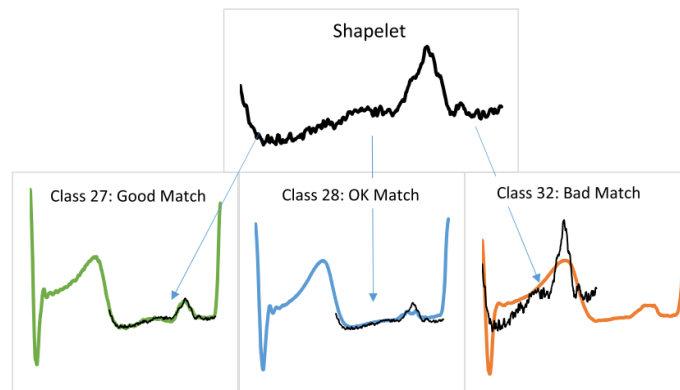 Shapelet
Class 27: Good Match
Class 28: OK Match
Class 32: Bad Match